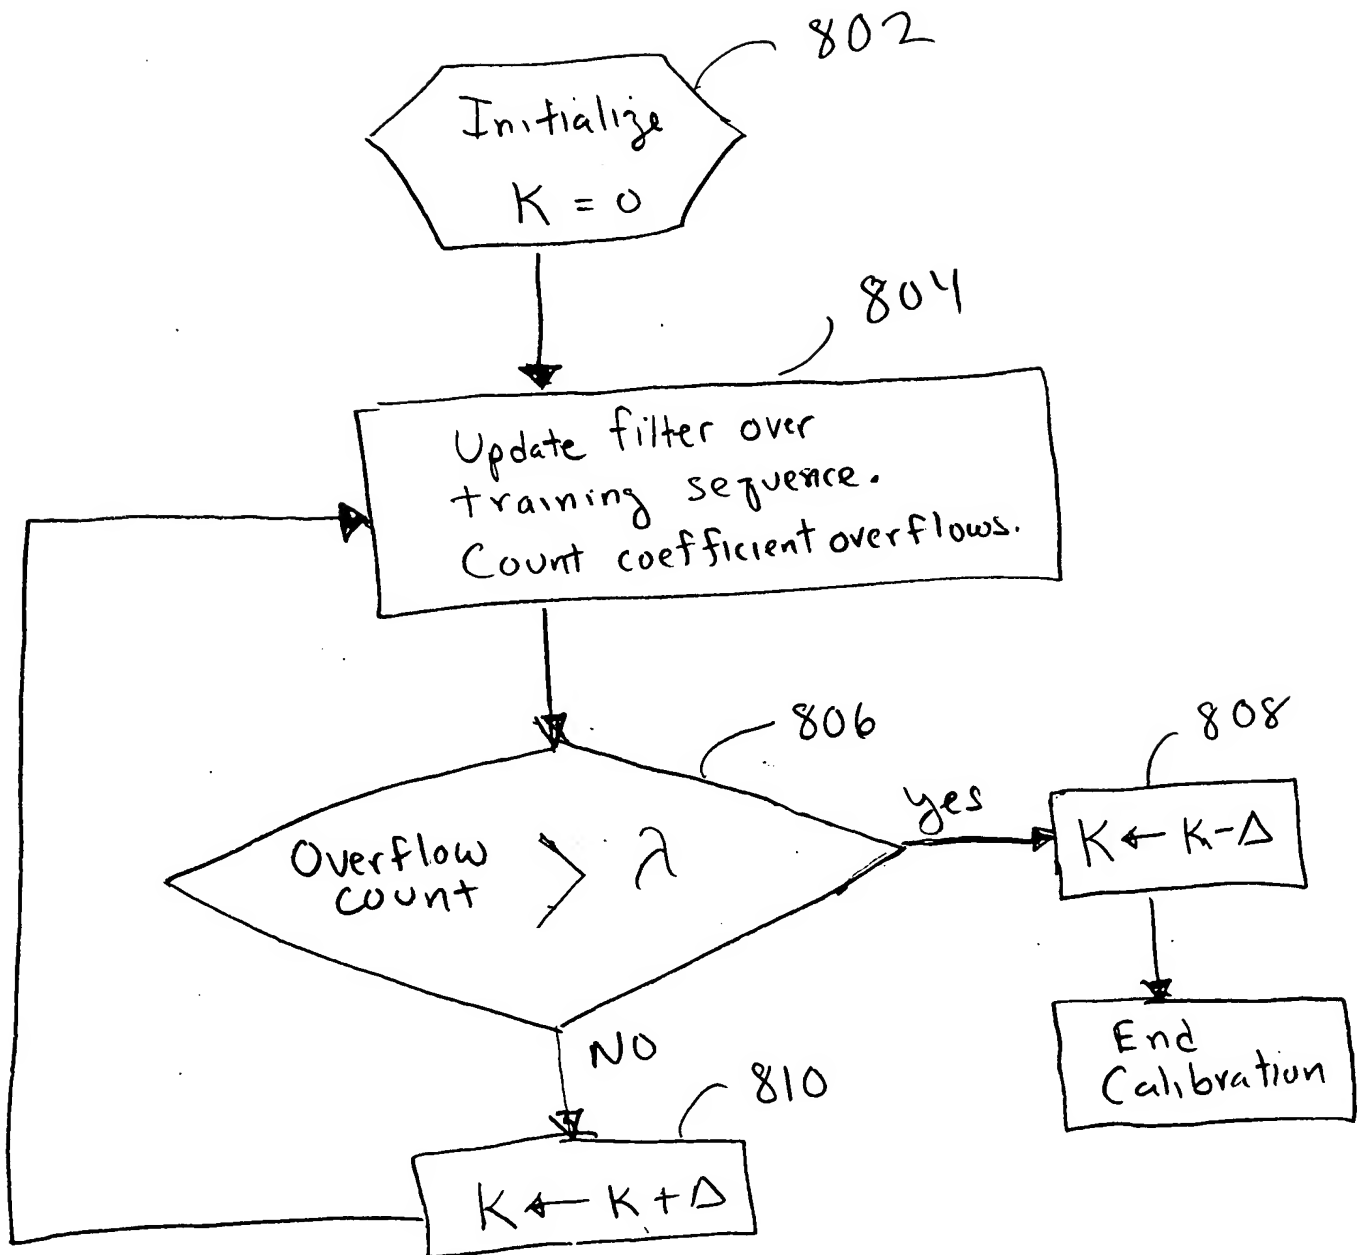 802
Initialize
K = 0
804
Update filter over
training sequence.
Count coefficient overflows.
806
Overflow
count > λ
yes
808
K ← K-Δ
End
Calibration
NO
810
K ← K + Δ